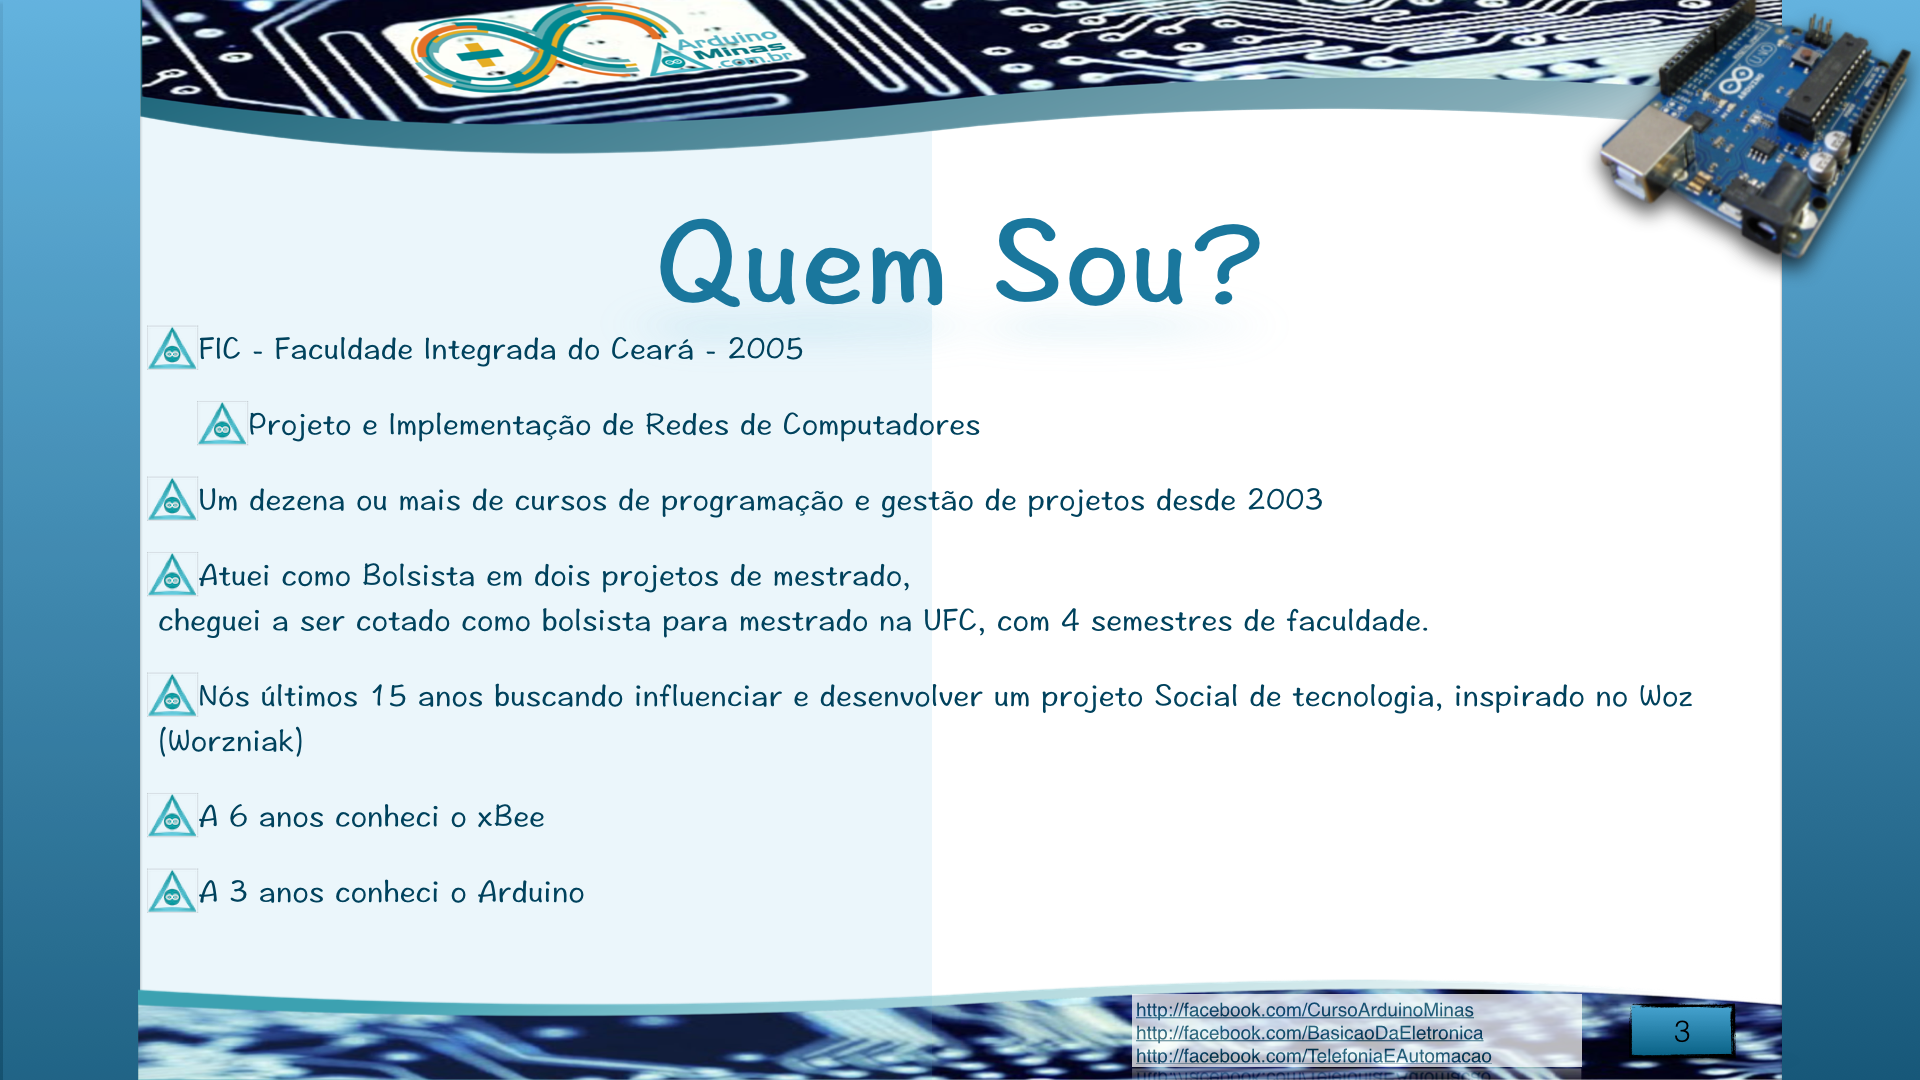 Arduino
Minas
.com.br
Quem Sou?
FIC - Faculdade Integrada do Ceará - 2005
Projeto e Implementação de Redes de Computadores
Um dezena ou mais de cursos de programação e gestão de projetos desde 2003
Atuei como Bolsista em dois projetos de mestrado,
cheguei a ser cotado como bolsista para mestrado na UFC, com 4 semestres de faculdade.
Nós últimos 15 anos buscando influenciar e desenvolver um projeto Social de tecnologia, inspirado no Woz
(Worzniak)
A 6 anos conheci o xBee
A 3 anos conheci o Arduino
http://facebook.com/CursoArduinoMinas
http://facebook.com/BasicaoDaEletronica
http://facebook.com/TelefoniaEAutomacao
3